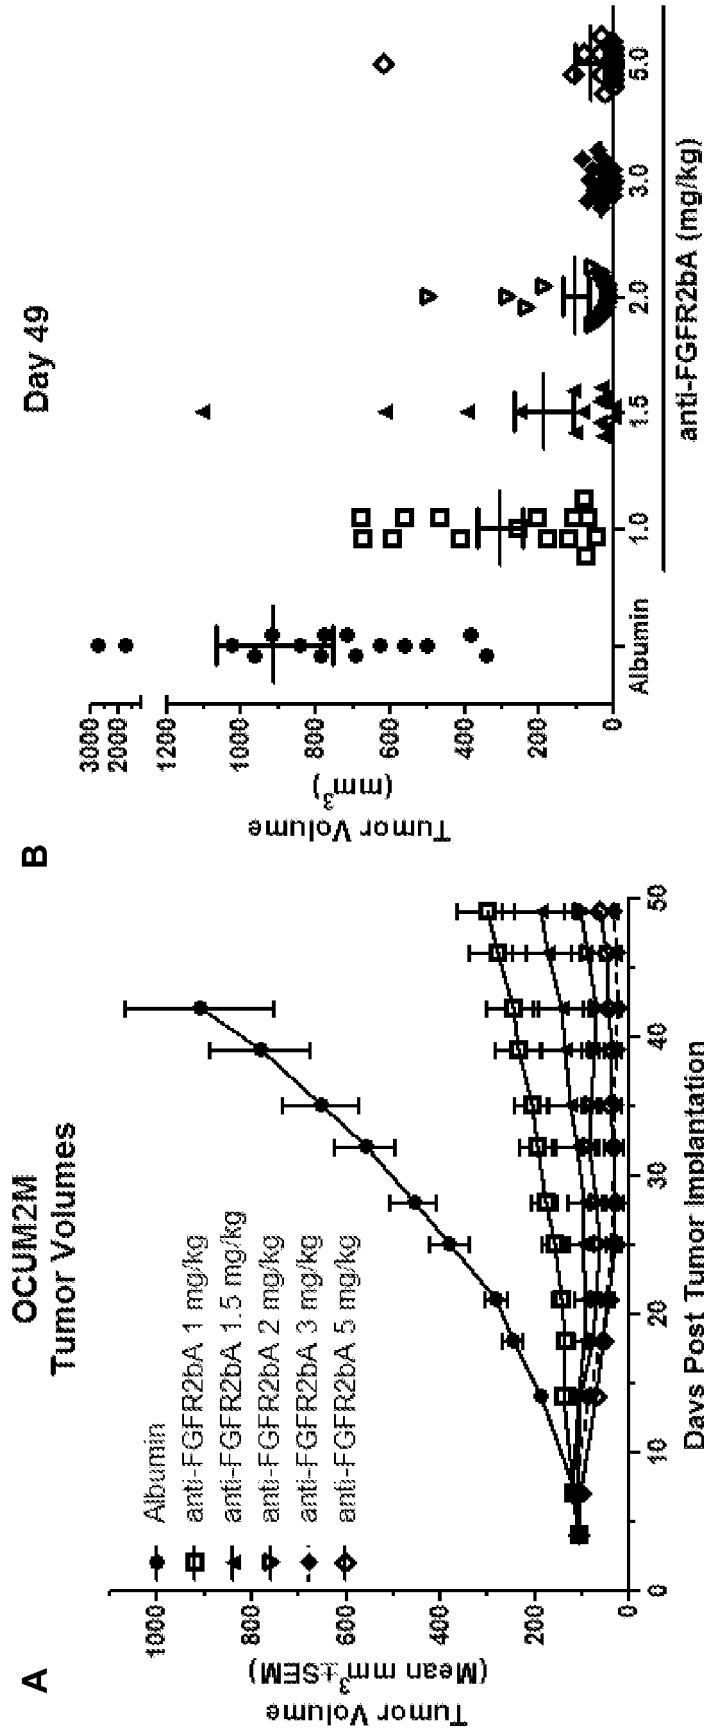 A
OCUM2M
Tumor Volumes
Tumor Volume
(Mean mm³±SEM)
1000
800
600
400
200
0
Albumin
anti-FGFR2bA 1 mg/kg
anti-FGFR2bA 1.5 mg/kg
anti-FGFR2bA 2 mg/kg
anti-FGFR2bA 3 mg/kg
anti-FGFR2bA 5 mg/kg
0
10
20
30
40
50
Days Post Tumor Implantation
B
Day 49
Tumor Volume
(mm³)
3000
2000
1200
1000
800
600
400
200
0
Albumin
1.0
1.5
2.0
3.0
5.0
anti-FGFR2bA (mg/kg)